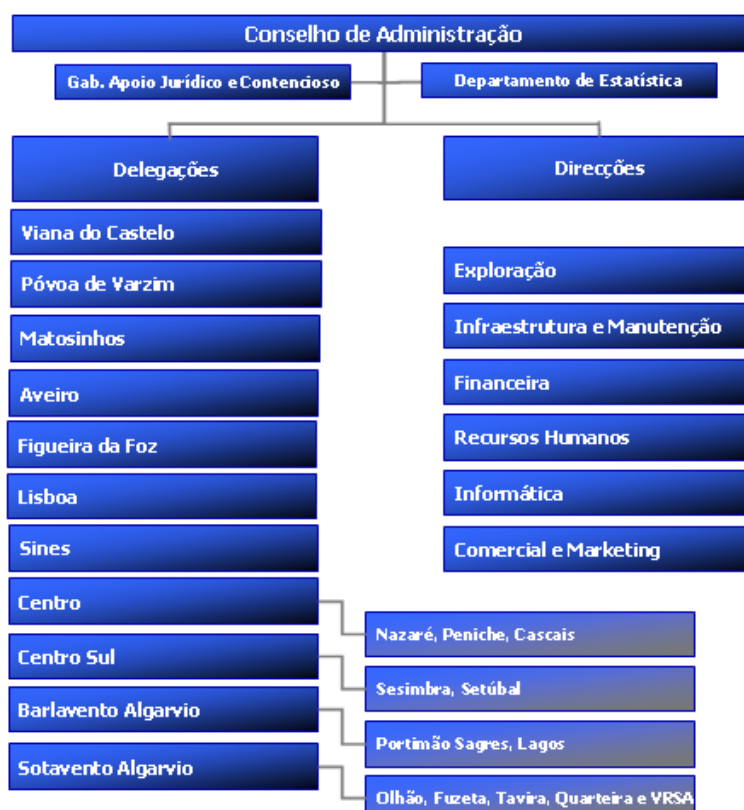 Conselho de Administração
Gab. Apoio Jurídico e Contencioso
Departamento de Estatística
Delegações
Direcções
Viana do Castelo
Póvoa de Varzim
Matosinhos
Aveiro
Figueira da Foz
Lisboa
Sines
Centro
Centro Sul
Barlavento Algarvio
Sotavento Algarvio
Exploração
Infraestrutura e Manutenção
Financeira
Recursos Humanos
Informática
Comercial e Marketing
Nazaré, Peniche, Cascais
Sesimbra, Setúbal
Portimão Sagres, Lagos
Olhão, Fuzeta, Tavira, Quarteira e VRSA